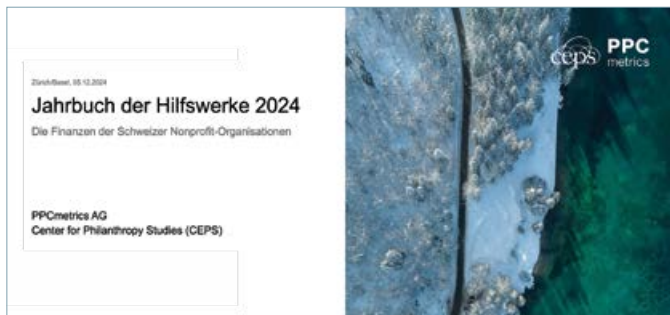 Zürich/Basel, 05.12.2024
Jahrbuch der Hilfswerke 2024
Die Finanzen der Schweizer Nonprofit-Organisationen
PPCmetrics AG
Center for Philanthropy Studies (CEPS)
ceps PPC
metrics